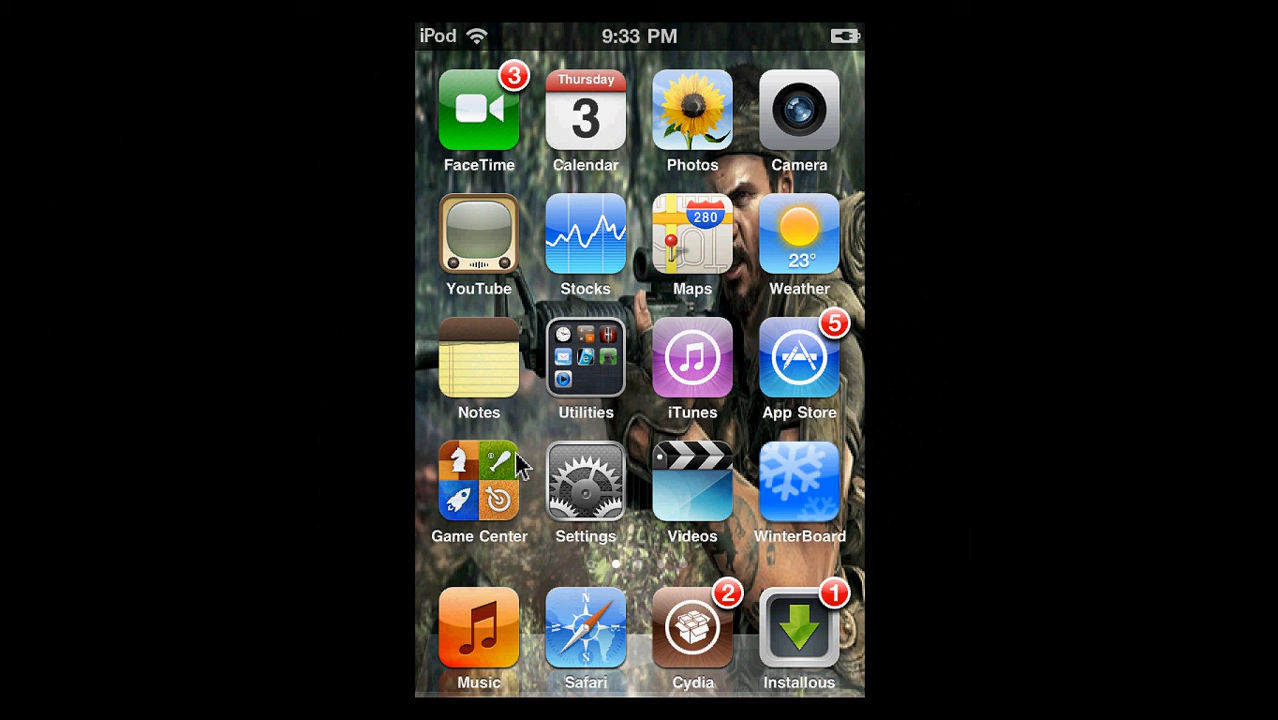 iPod 9:33 PM
3 Thursday
3 280
FaceTime Calendar Photos Camera
23°
YouTube Stocks Maps Weather
5
Notes Utilities iTunes App Store
Game Center Settings Videos WinterBoard
2 1
N
S
Music Safari Cydia Installous